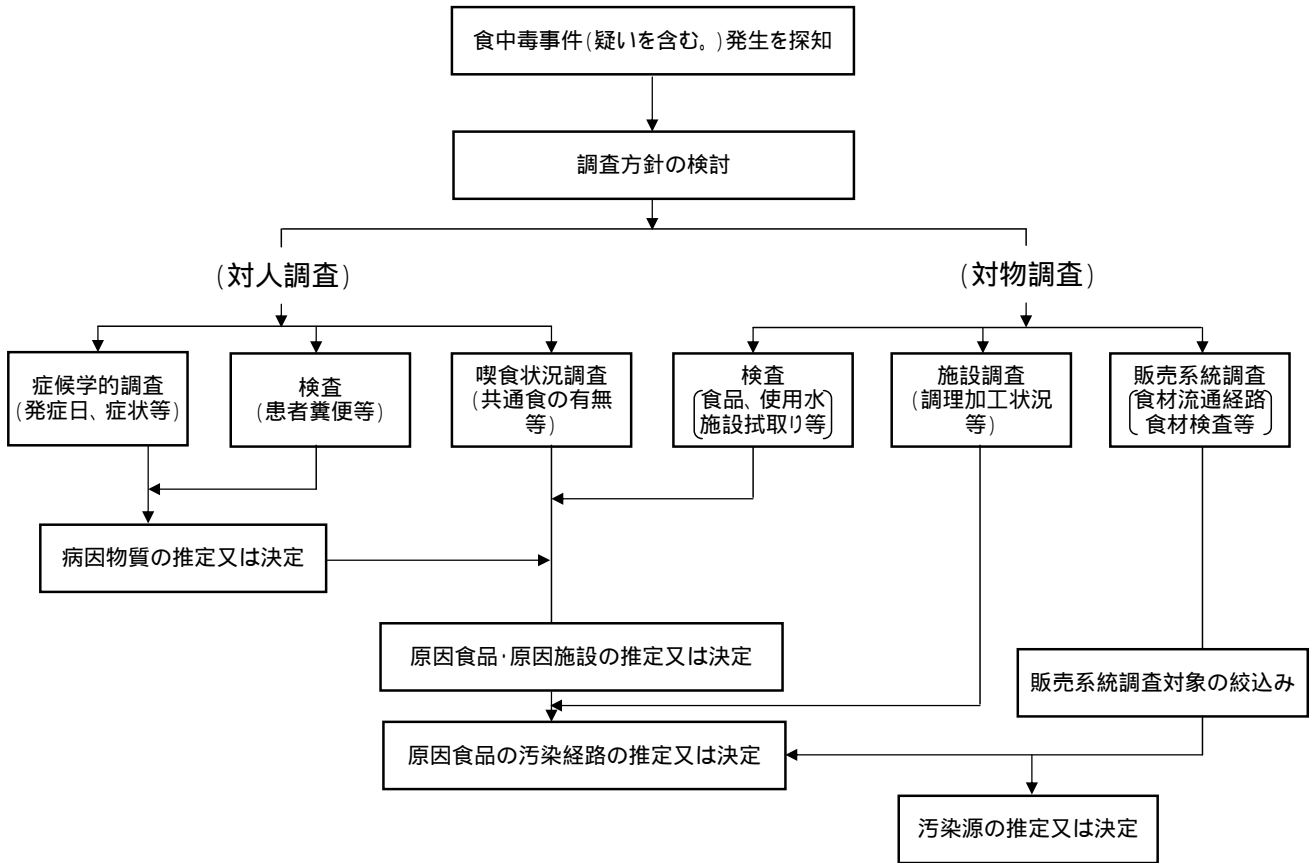 食中毒事件(疑いを含む。)発生を探知
調査方針の検討
(対人調査)
(対物調査)
症候学的調査
(発症日、症状等)
検査
(患者糞便等)
喫食状況調査
(共通食の有無
等)
検査
食品、使用水
施設拭取り等
施設調査
(調理加工状況
等)
販売系統調査
食材流通経路
食材検査等
病因物質の推定又は決定
原因食品・原因施設の推定又は決定
販売系統調査対象の絞込み
原因食品の汚染経路の推定又は決定
汚染源の推定又は決定